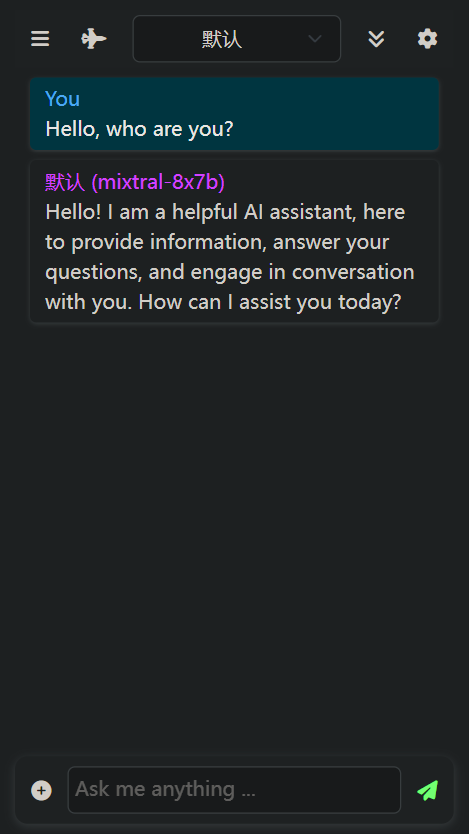 默认
You
Hello, who are you?
默认 (mixtral-8x7b)
Hello! I am a helpful AI assistant, here
to provide information, answer your
questions, and engage in conversation
with you. How can I assist you today?
Ask me anything ...